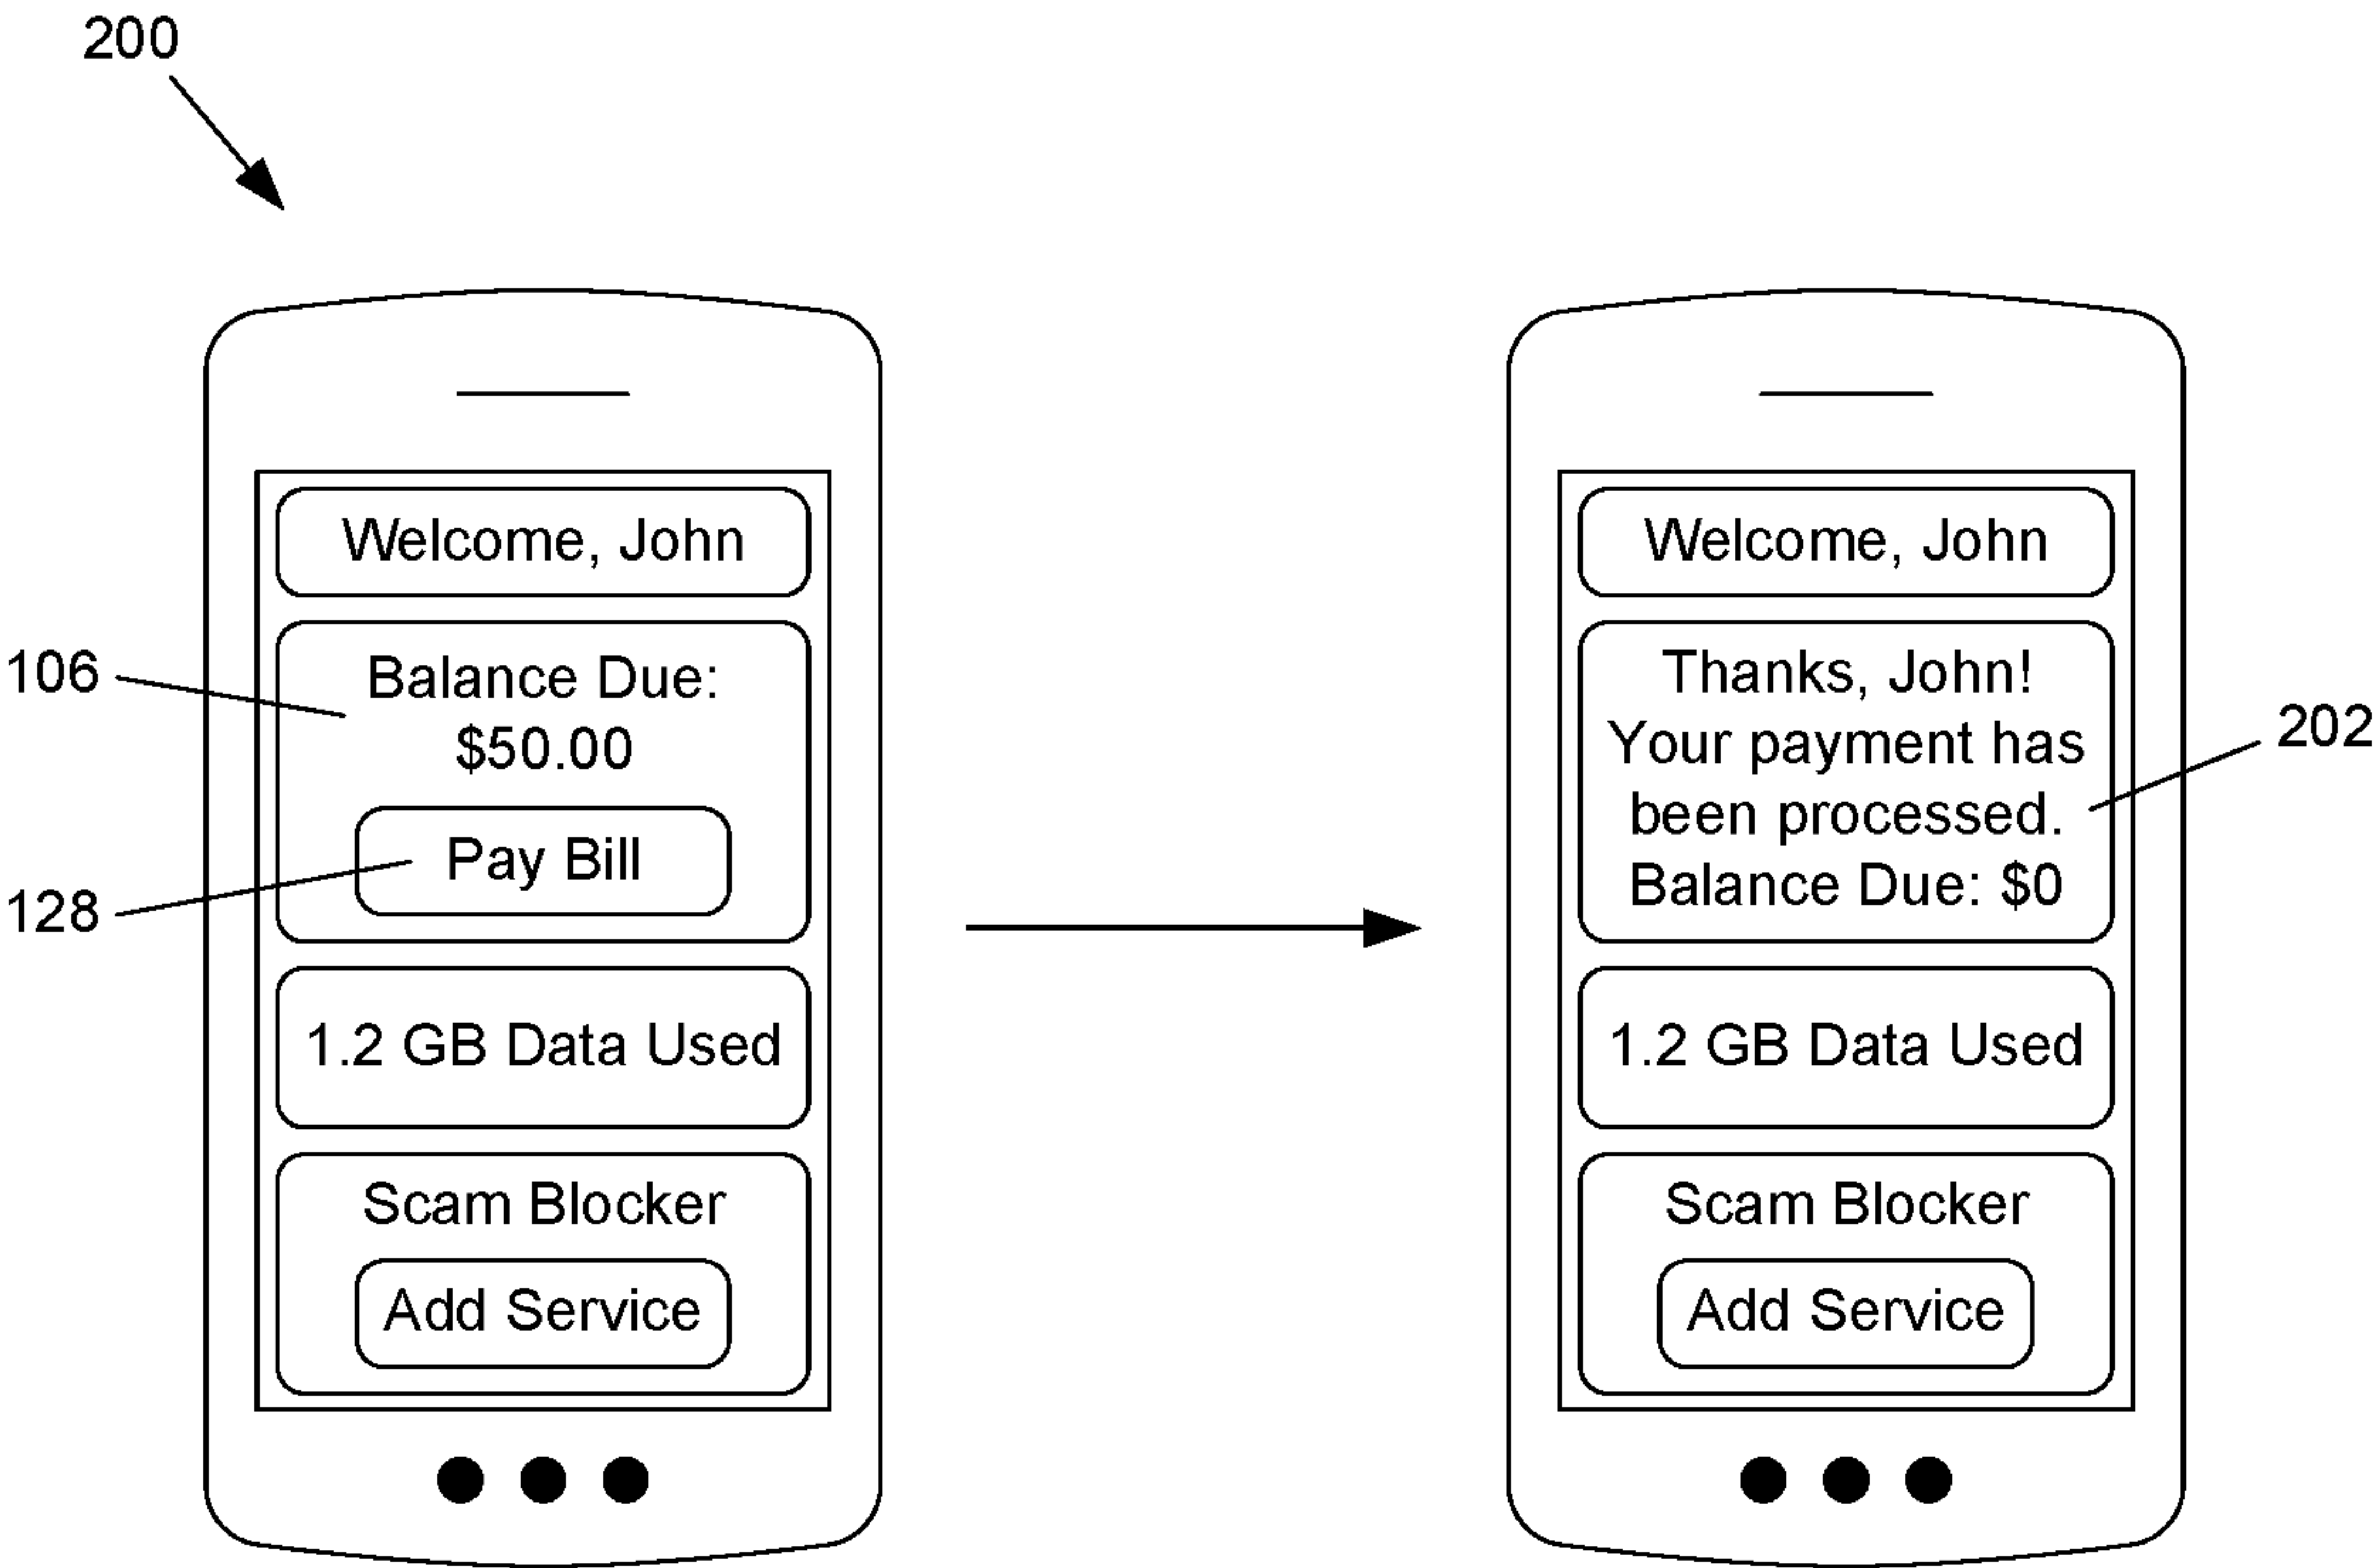 200
Welcome, John
106
Balance Due:
$50.00
128
Pay Bill
1.2 GB Data Used
Scam Blocker
Add Service
Welcome, John
Thanks, John!
Your payment has
been processed.
Balance Due: $0
202
1.2 GB Data Used
Scam Blocker
Add Service